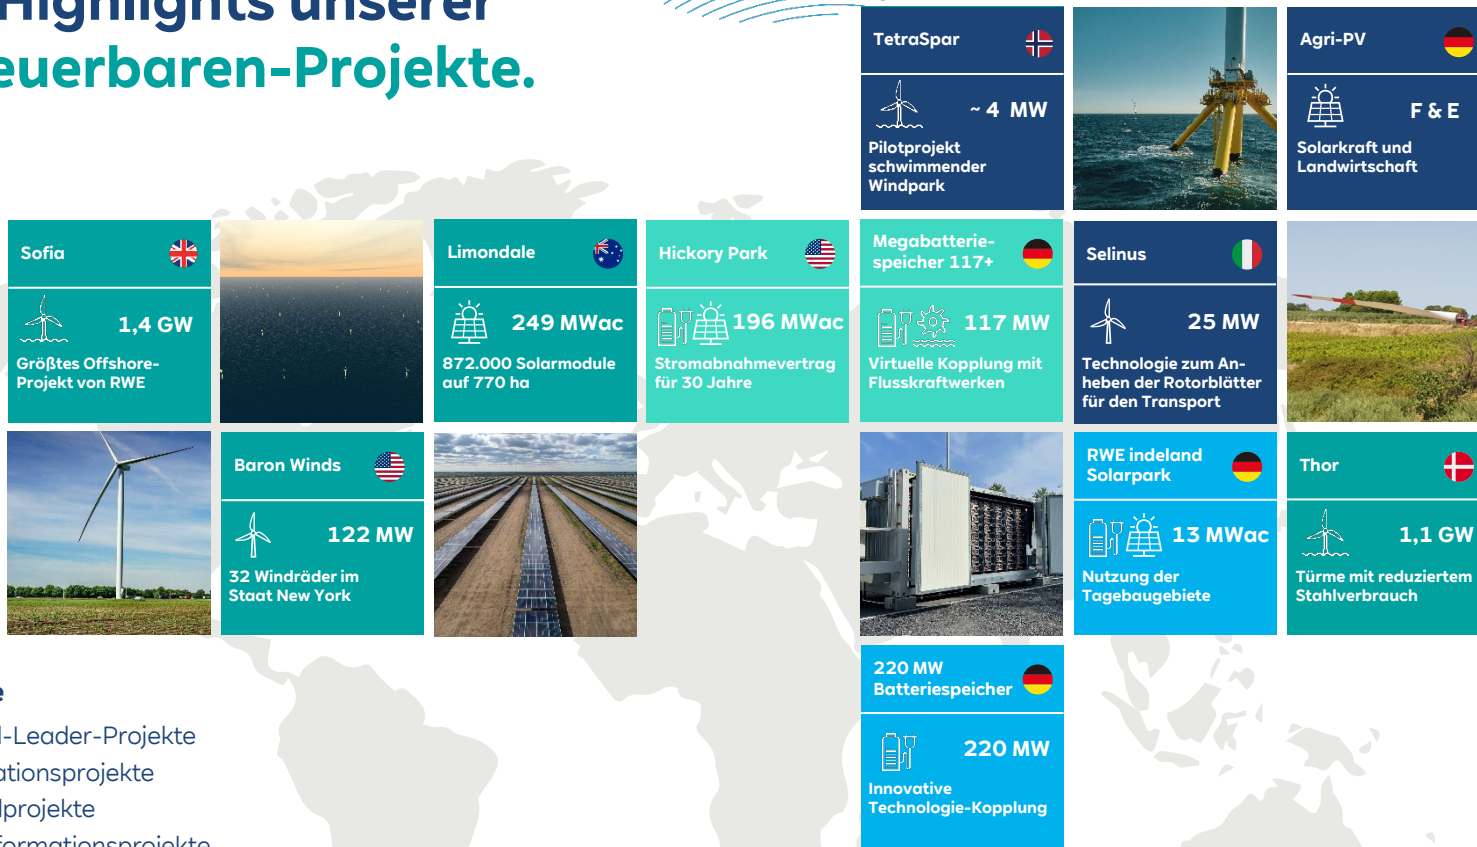 Highlights unserer
euerbaren-Projekte.
TetraSpar
~ 4 MW
Pilotprojekt
schwimmender
Windpark
Agri-PV
F & E
Solarkraft und
Landwirtschaft
Sofia
1,4 GW
Größtes Offshore-
Projekt von RWE
Limondale
249 MWac
872.000 Solarmodule
auf 770 ha
Hickory Park
196 MWac
Stromabnahmevertrag
für 30 Jahre
Megabatterie-
speicher 117+
117 MW
Virtuelle Kopplung mit
Flusskraftwerken
Selinus
25 MW
Technologie zum An-
heben der Rotorblätter
für den Transport
Baron Winds
122 MW
32 Windräder im
Staat New York
RWE indeland
Solarpark
13 MWac
Nutzung der
Tagebaugebiete
Thor
1,1 GW
Türme mit reduziertem
Stahlverbrauch
220 MW
Batteriespeicher
220 MW
Innovative
Technologie-Kopplung
e
d-Leader-Projekte
ationsprojekte
dprojekte
formationsprojekte